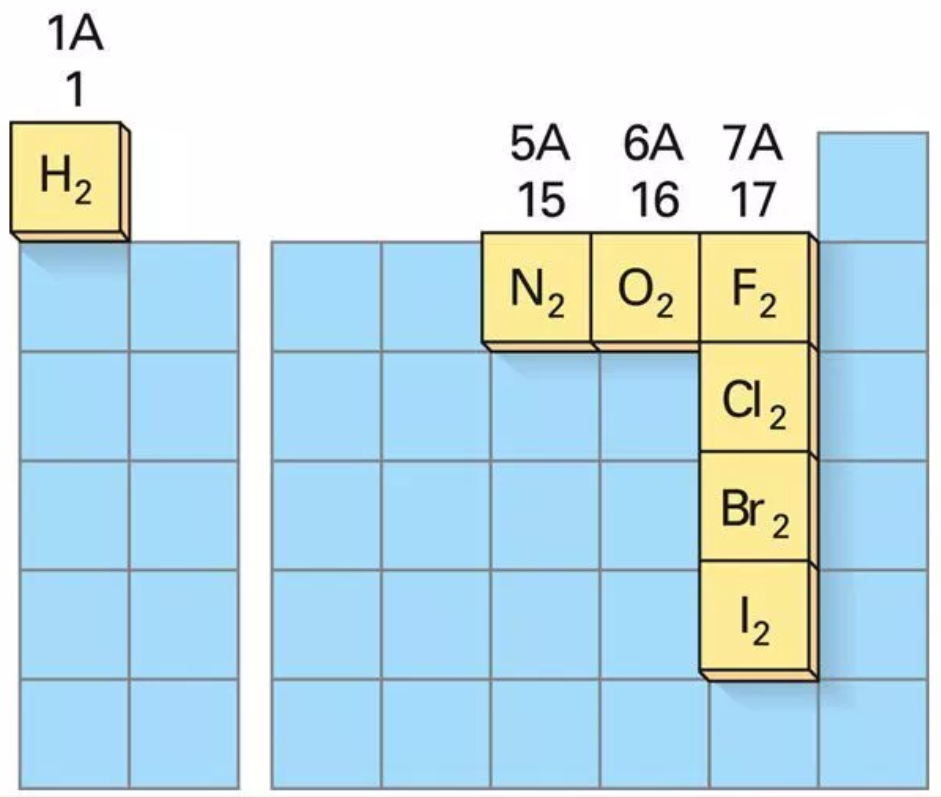 1A
1
H₂
5A 6A 7A
15 16 17
N₂ O₂ F₂
Cl₂
Br₂
I₂